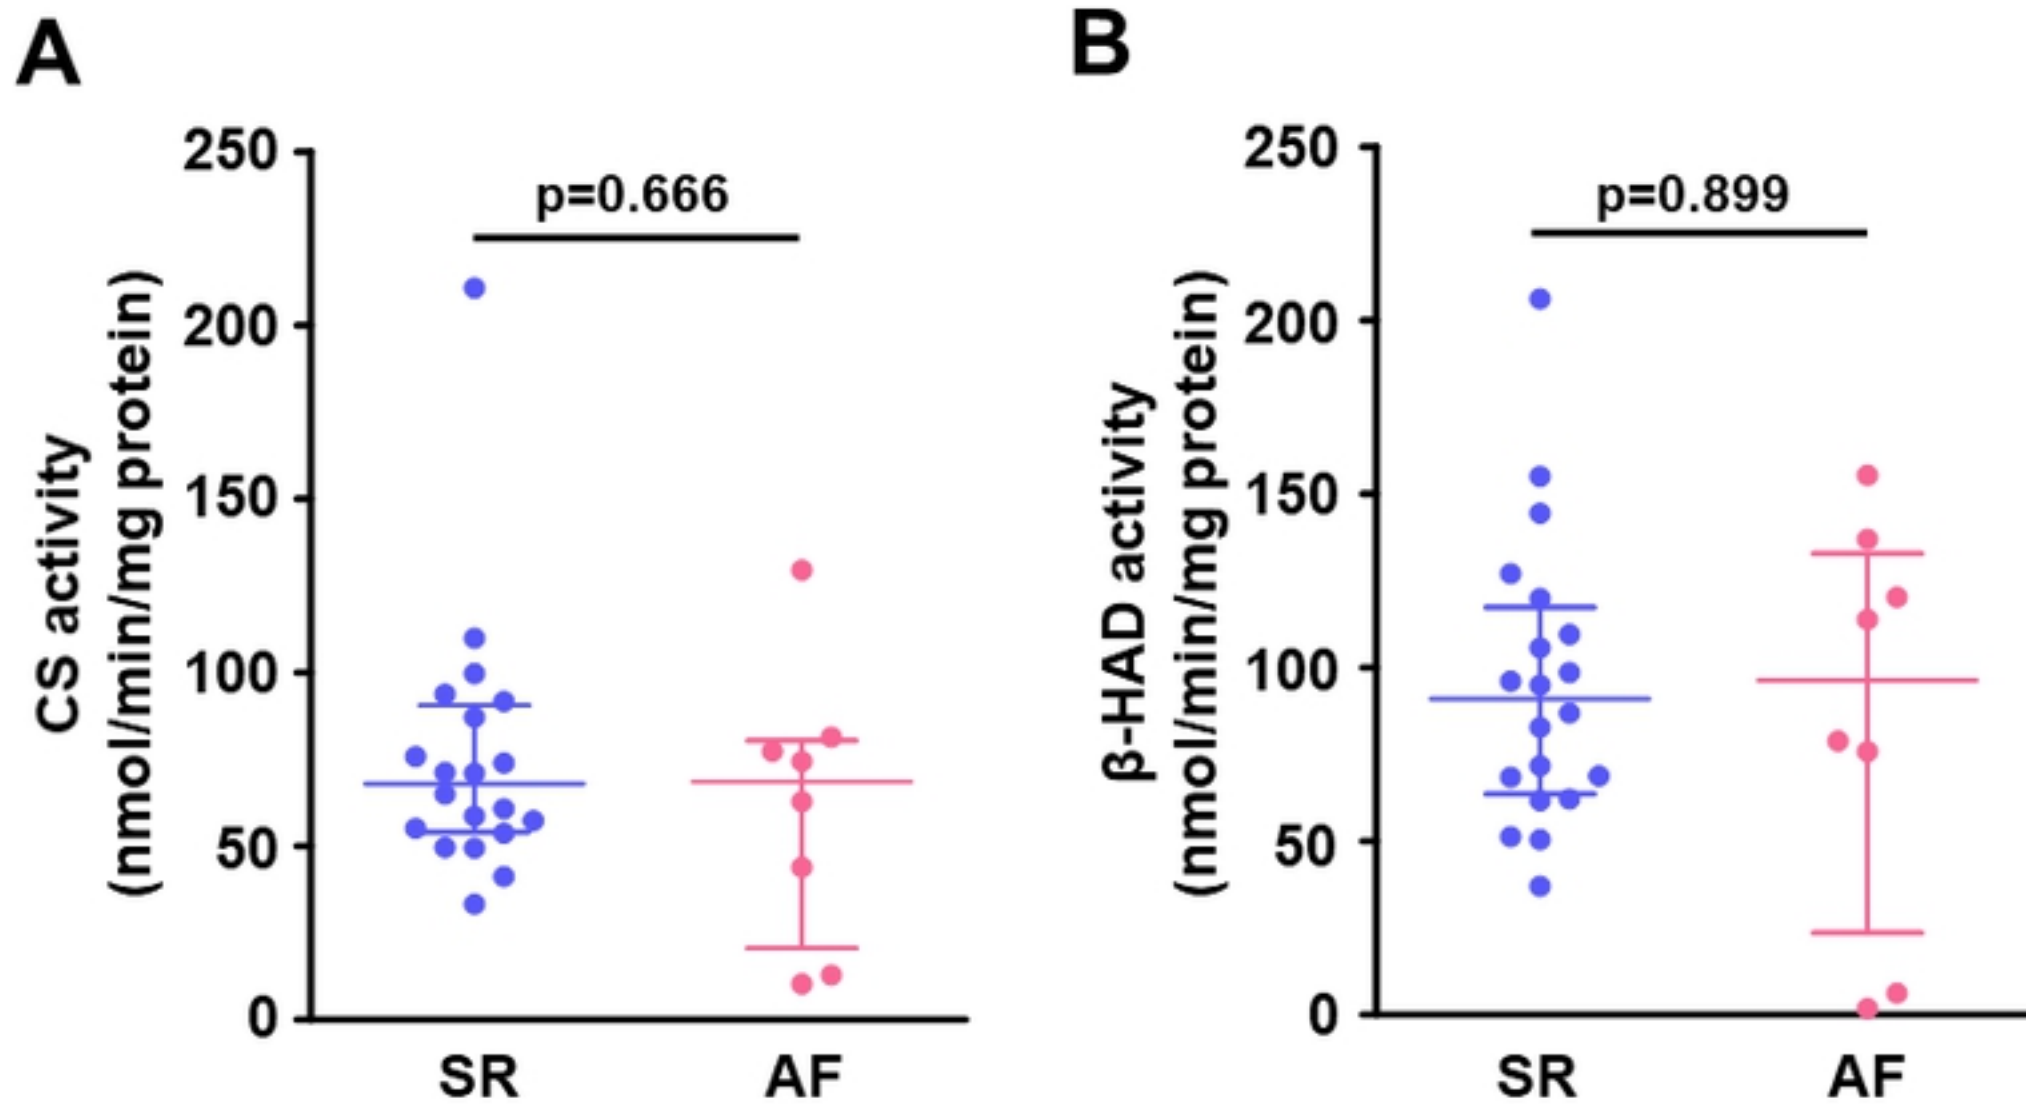 A
CS activity
(nmol/min/mg protein)
250
200
150
100
50
0
p=0.666
SR
AF
B
β-HAD activity
(nmol/min/mg protein)
250
200
150
100
50
0
p=0.899
SR
AF